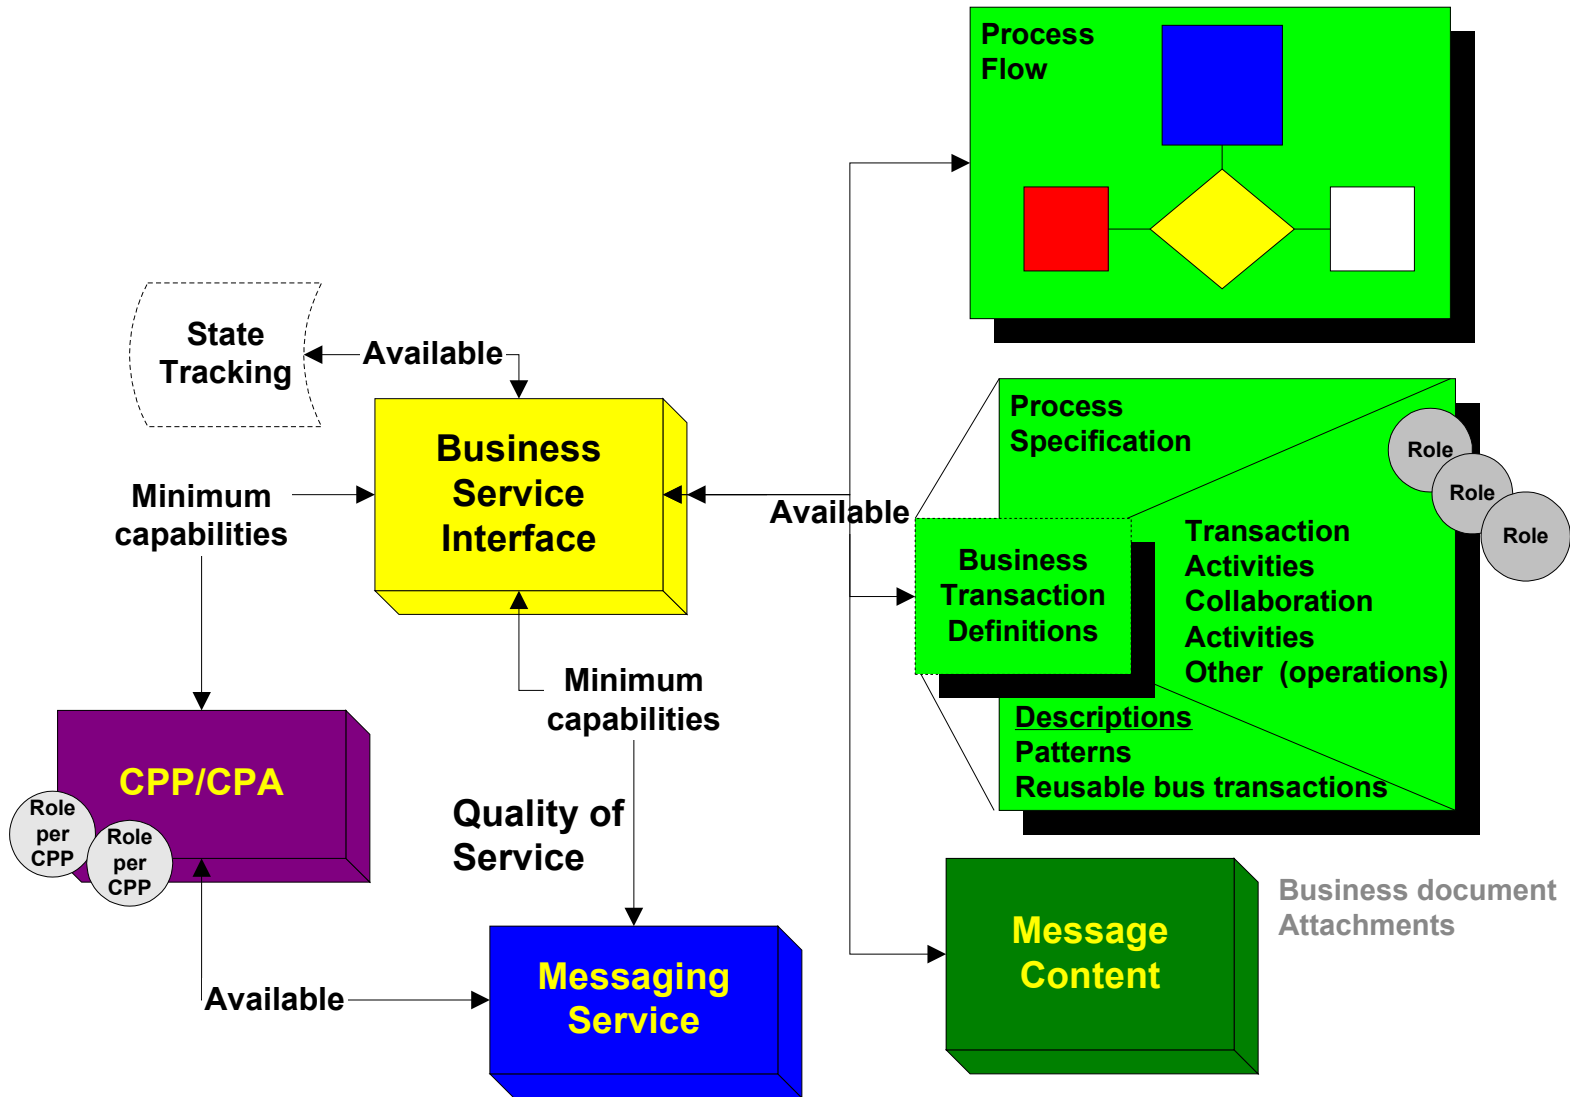 Process
Flow
State
Tracking
Available
Business
Service
Interface
Minimum
capabilities
Available
Process
Specification
Role
Role
Role
Business
Transaction
Definitions
Transaction
Activities
Collaboration
Activities
Other (operations)
Descriptions
Patterns
Reusable bus transactions
Minimum
capabilities
CPP/CPA
Role
per
CPP
Role
per
CPP
Quality of
Service
Available
Messaging
Service
Message
Content
Business document
Attachments